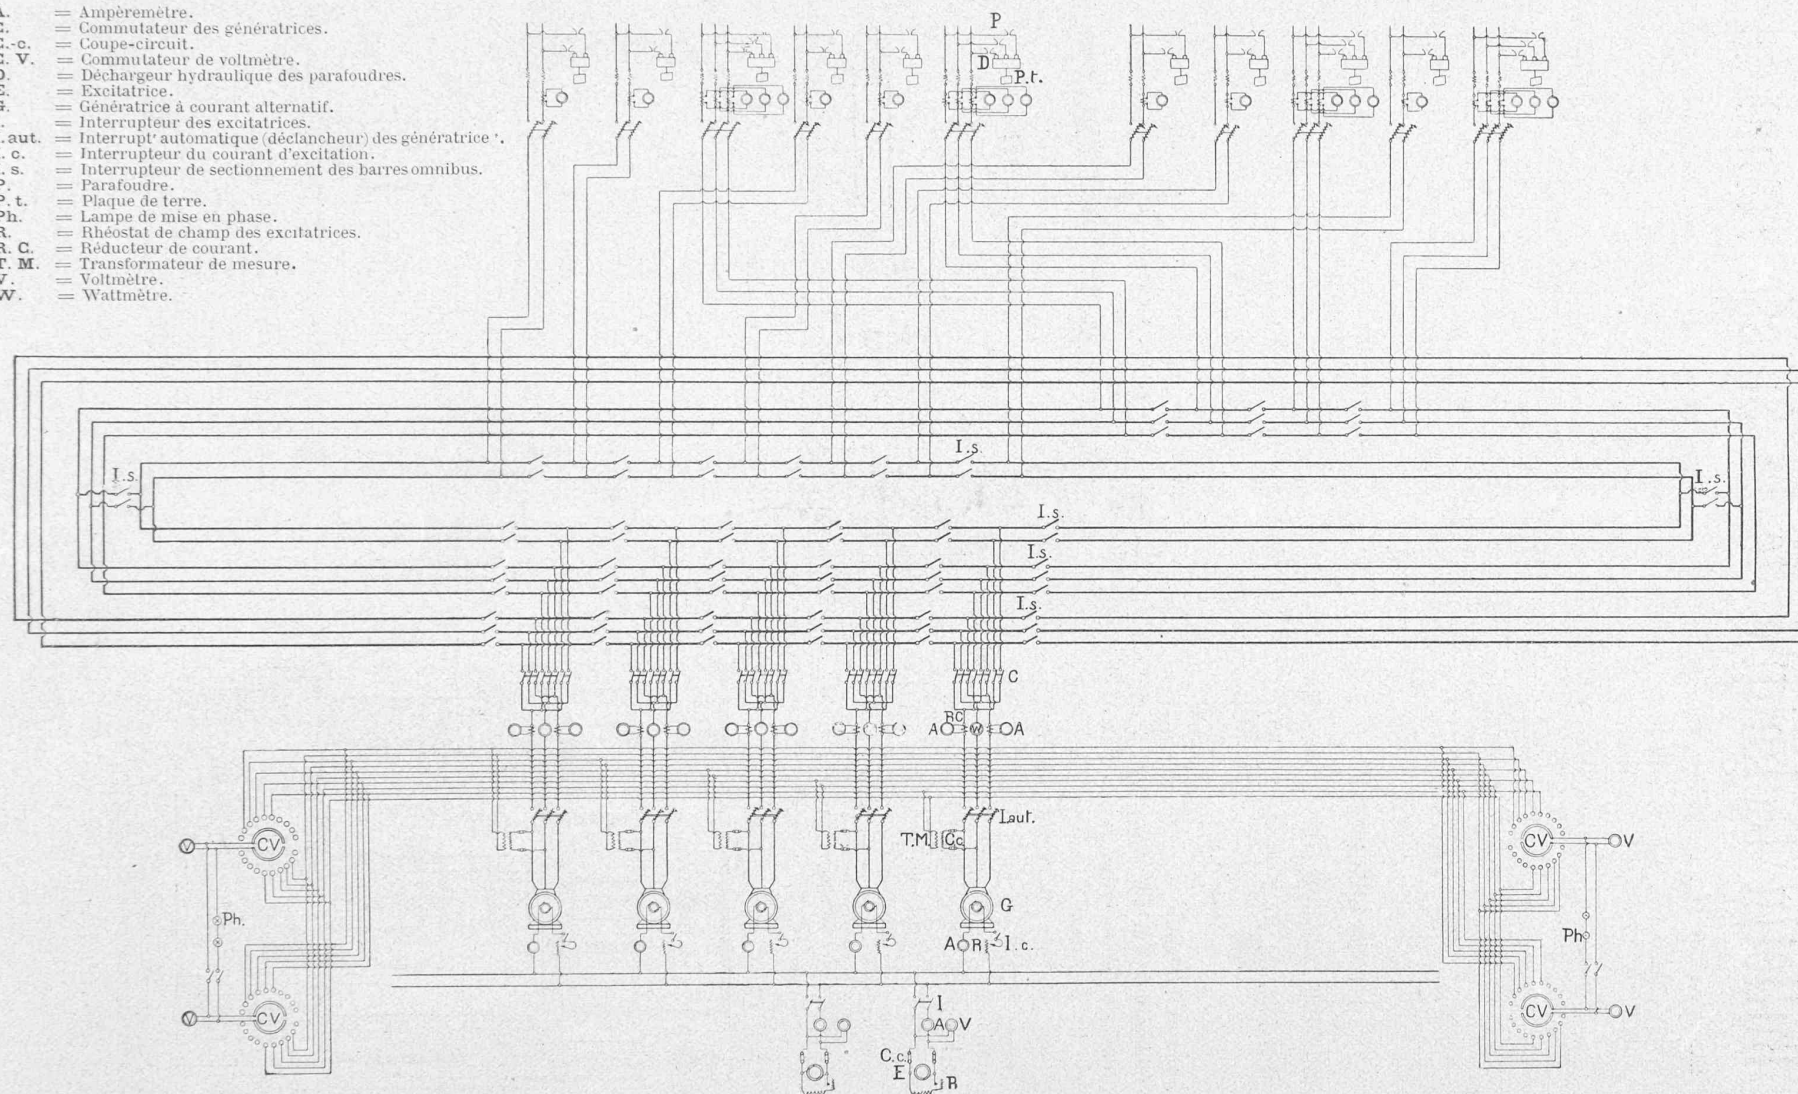 A. = Ampèremètre.
C. = Commutateur des génératrices.
C.-c. = Coupe-circuit.
C. V. = Commutateur de voltmètre.
D. = Déchargeur hydraulique des parafoudres.
E. = Excitatrice.
G. = Génératrice à courant alternatif.
. = Interrupteur des excitatrices.
. aut. = Interrupt' automatique (déclancheur) des génératrice'.
. c. = Interrupteur du courant d'excitation.
. s. = Interrupteur de sectionnement des barres omnibus.
P. = Parafoudre.
P. t. = Plaque de terre.
Ph. = Lampe de mise en phase.
R. = Rhéostat de champ des excitatrices.
R. C. = Réducteur de courant.
T. M. = Transformateur de mesure.
V. = Voltmètre.
W. = Wattmètre.
P
D
P.t.
I.s.
I.s.
I.s.
I.s.
I.s.
I.s.
C
RC
A W A
I.aut.
T.M. C.c.
CV
V
CV
V
G
Ph.
A R I.c.
Ph
I
V
CV
A V
CV
V
C.c.
E R